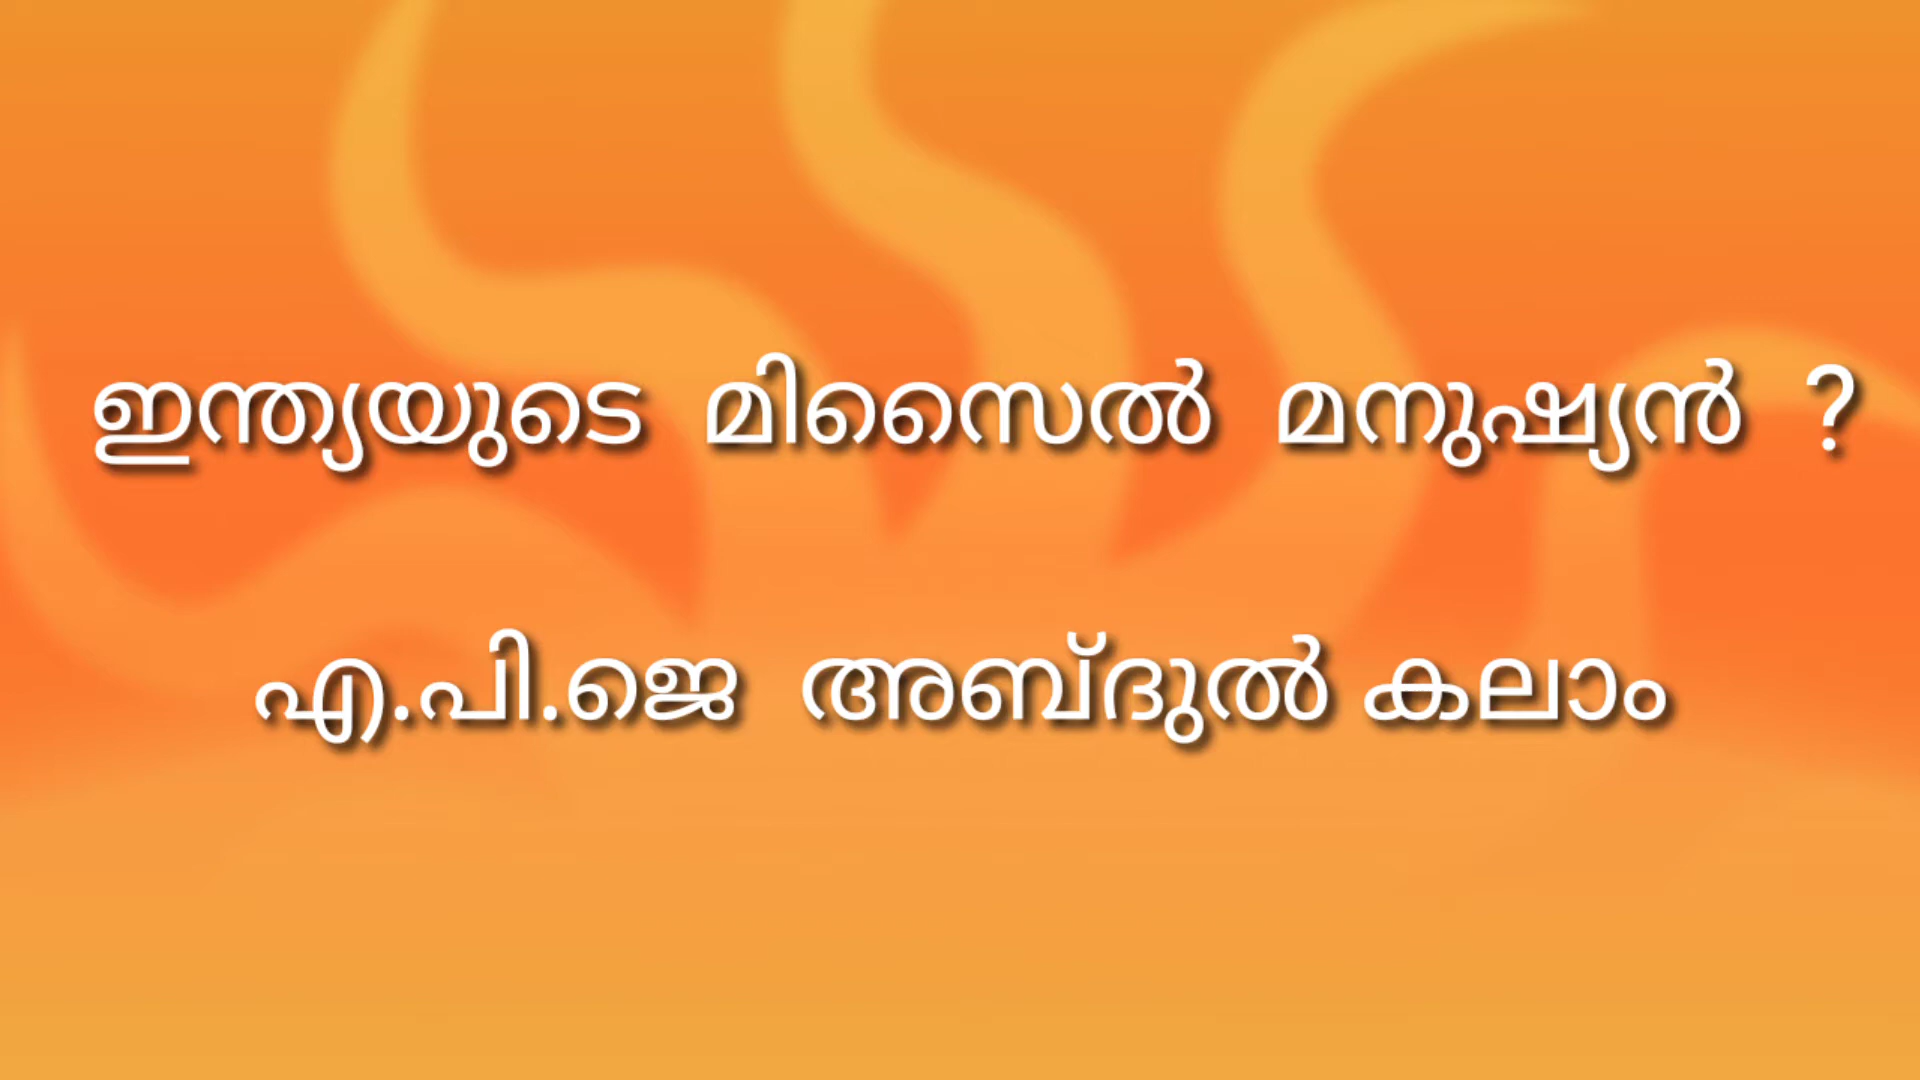 ഇന്ത്യയുടെ മിസൈൽ മനുഷ്യൻ ?
എ.പി.ജെ അബ്ദുൽ കലാം